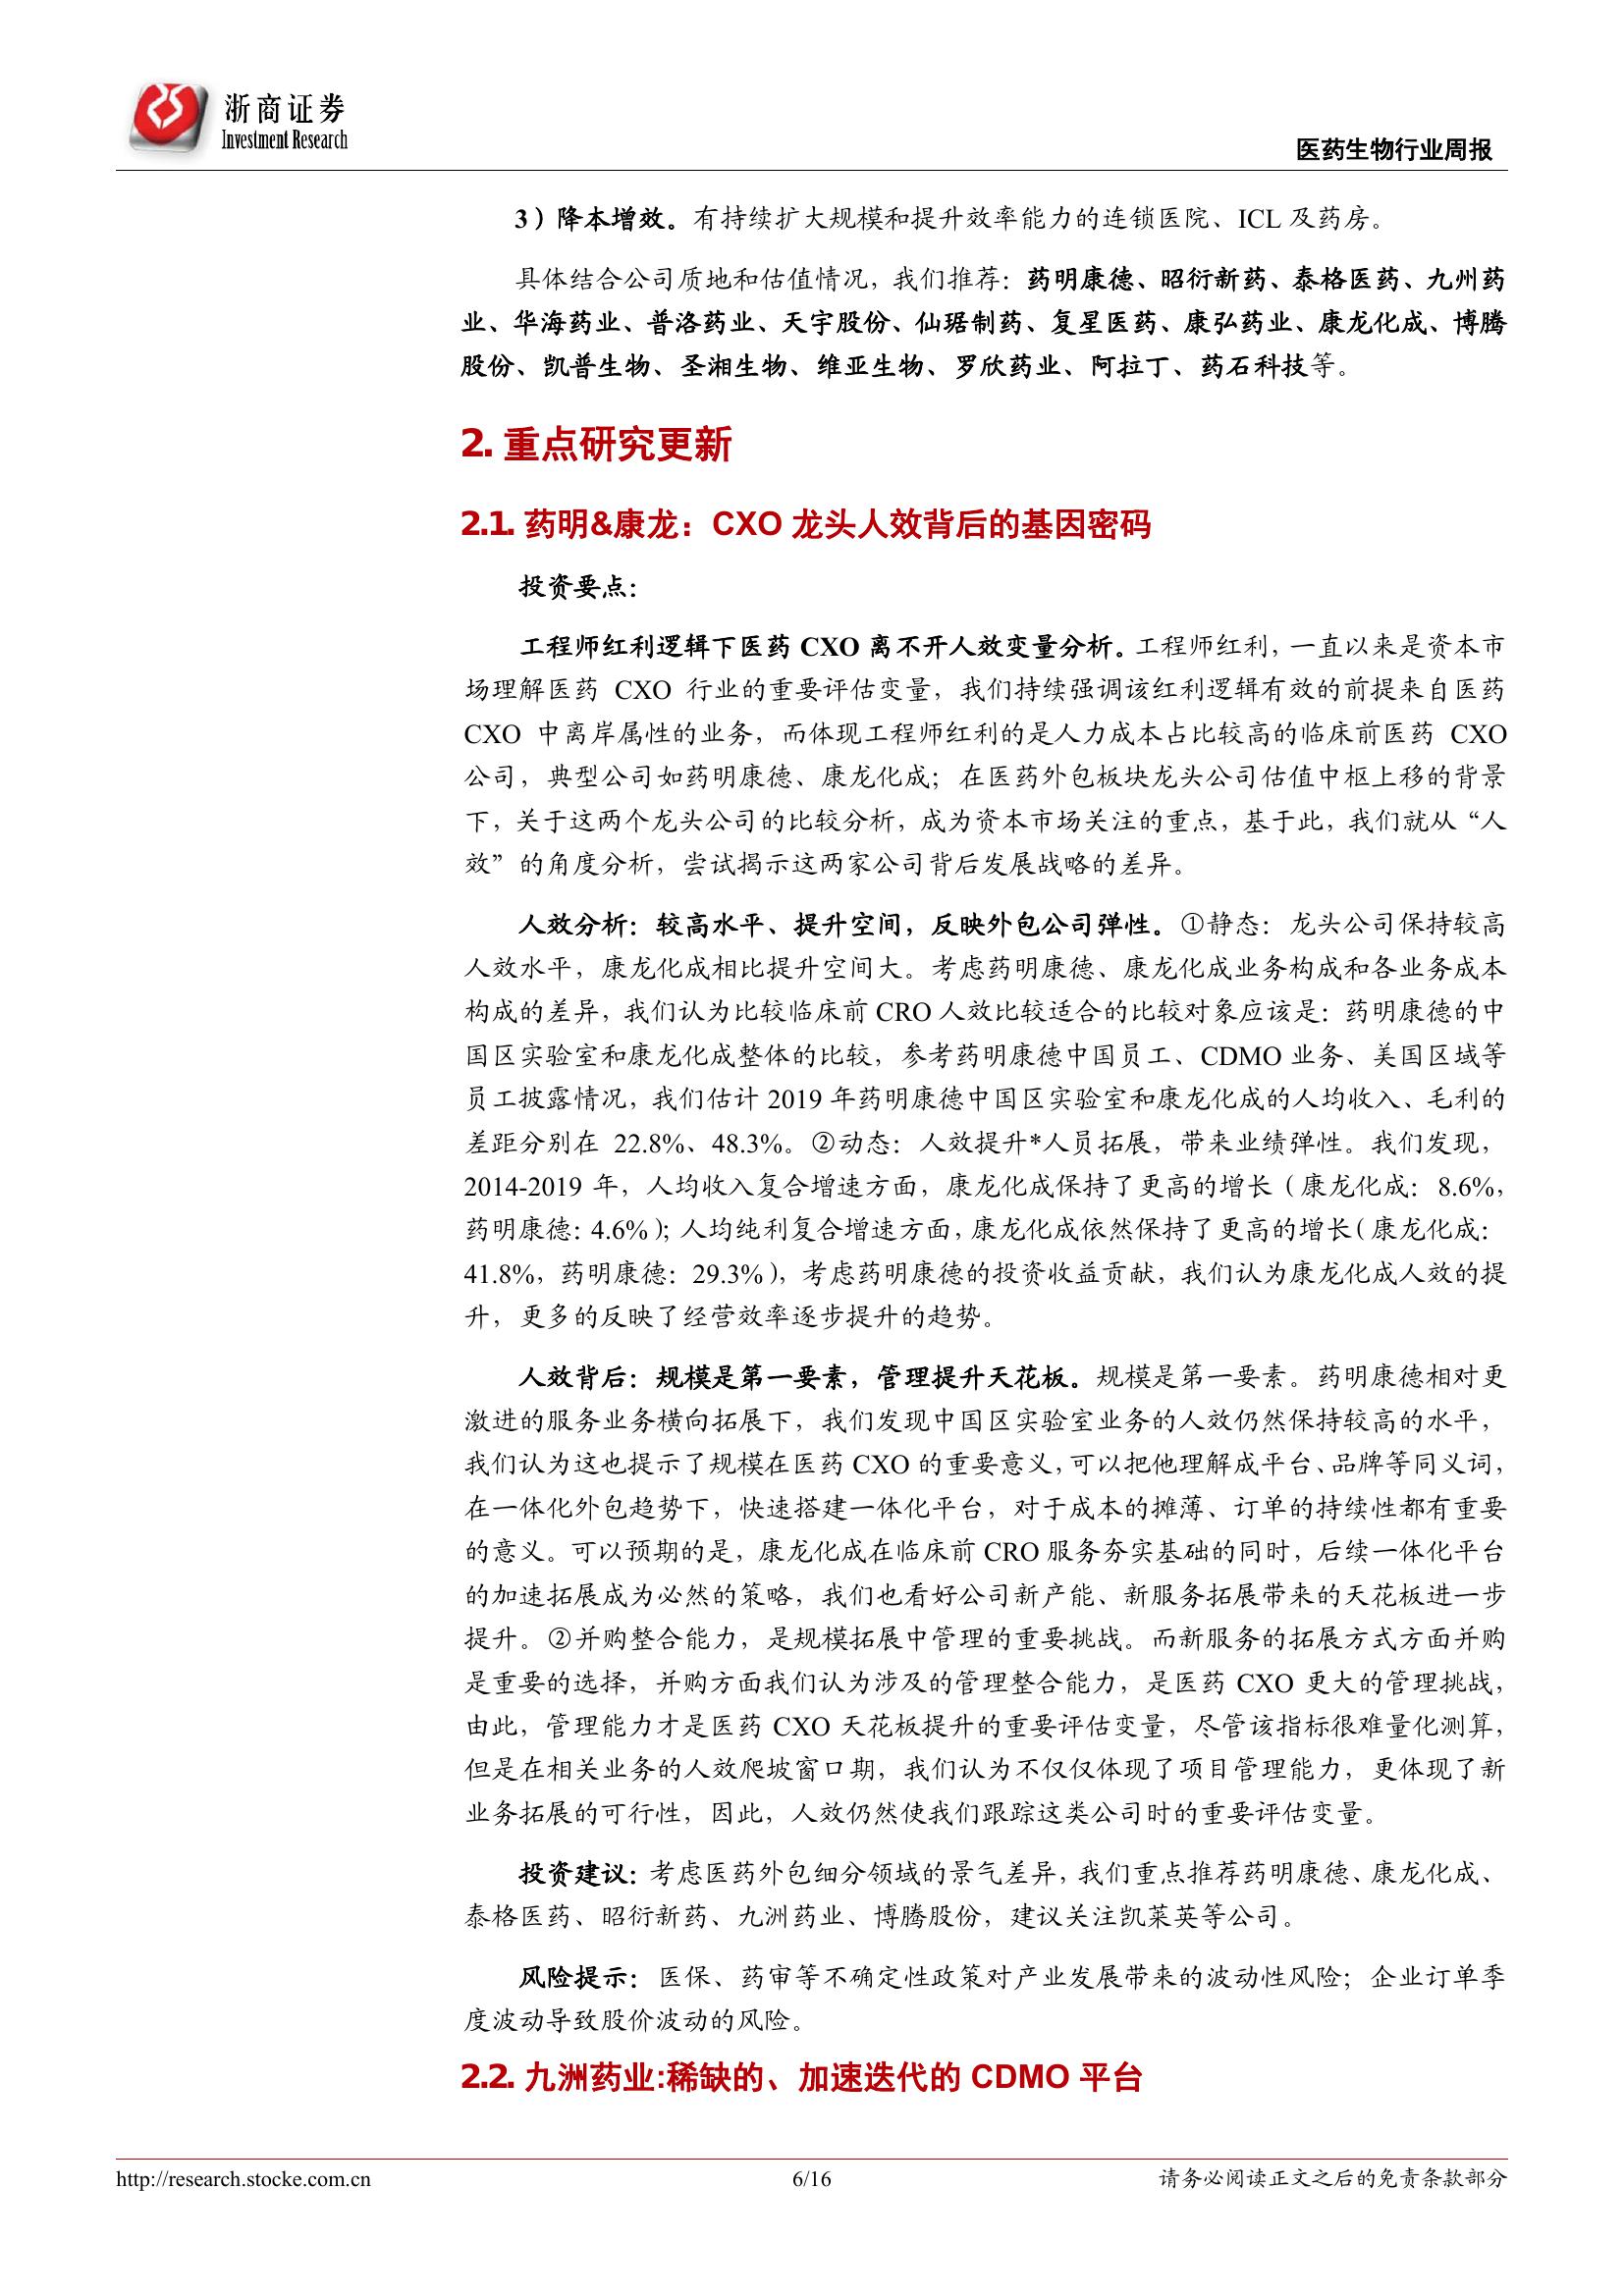 浙商证券
Investment Research
医药生物行业周报
3）降本增效。有持续扩大规模和提升效率能力的连锁医院、ICL 及药房。
具体结合公司质地和估值情况，我们推荐：药明康德、昭衍新药、泰格医药、九州药
业、华海药业、普洛药业、天宇股份、仙琚制药、复星医药、康弘药业、康龙化成、博腾
股份、凯普生物、圣湘生物、维亚生物、罗欣药业、阿拉丁、药石科技等。
2. 重点研究更新
2.1. 药明&康龙：CXO 龙头人效背后的基因密码
投资要点：
工程师红利逻辑下医药 CXO 离不开人效变量分析。工程师红利，一直以来是资本市
场理解医药 CXO 行业的重要评估变量，我们持续强调该红利逻辑有效的前提来自医药
CXO 中离岸属性的业务，而体现工程师红利的是人力成本占比较高的临床前医药 CXO
公司，典型公司如药明康德、康龙化成；在医药外包板块龙头公司估值中枢上移的背景
下，关于这两个龙头公司的比较分析，成为资本市场关注的重点，基于此，我们就从“人
效”的角度分析，尝试揭示这两家公司背后发展战略的差异。
人效分析：较高水平、提升空间，反映外包公司弹性。①静态：龙头公司保持较高
人效水平，康龙化成相比提升空间大。考虑药明康德、康龙化成业务构成和各业务成本
构成的差异，我们认为比较临床前 CRO 人效比较适合的比较对象应该是：药明康德的中
国区实验室和康龙化成整体的比较，参考药明康德中国员工、CDMO 业务、美国区域等
员工披露情况，我们估计 2019 年药明康德中国区实验室和康龙化成的人均收入、毛利的
差距分别在 22.8%、48.3%。②动态：人效提升*人员拓展，带来业绩弹性。我们发现，
2014-2019 年，人均收入复合增速方面，康龙化成保持了更高的增长（康龙化成：8.6%，
药明康德：4.6%）；人均纯利复合增速方面，康龙化成依然保持了更高的增长（康龙化成：
41.8%，药明康德：29.3%），考虑药明康德的投资收益贡献，我们认为康龙化成人效的提
升，更多的反映了经营效率逐步提升的趋势。
人效背后：规模是第一要素，管理提升天花板。规模是第一要素。药明康德相对更
激进的服务业务横向拓展下，我们发现中国区实验室业务的人效仍然保持较高的水平，
我们认为这也提示了规模在医药 CXO 的重要意义，可以把他理解成平台、品牌等同义词，
在一体化外包趋势下，快速搭建一体化平台，对于成本的摊薄、订单的持续性都有重要
的意义。可以预期的是，康龙化成在临床前 CRO 服务夯实基础的同时，后续一体化平台
的加速拓展成为必然的策略，我们也看好公司新产能、新服务拓展带来的天花板进一步
提升。②并购整合能力，是规模拓展中管理的重要挑战。而新服务的拓展方式方面并购
是重要的选择，并购方面我们认为涉及的管理整合能力，是医药 CXO 更大的管理挑战，
由此，管理能力才是医药 CXO 天花板提升的重要评估变量，尽管该指标很难量化测算，
但是在相关业务的人效爬坡窗口期，我们认为不仅仅体现了项目管理能力，更体现了新
业务拓展的可行性，因此，人效仍然使我们跟踪这类公司时的重要评估变量。
投资建议：考虑医药外包细分领域的景气差异，我们重点推荐药明康德、康龙化成、
泰格医药、昭衍新药、九洲药业、博腾股份，建议关注凯莱英等公司。
风险提示：医保、药审等不确定性政策对产业发展带来的波动性风险；企业订单季
度波动导致股价波动的风险。
2.2. 九洲药业:稀缺的、加速迭代的 CDMO 平台
http://research.stocke.com.cn
6/16
请务必阅读正文之后的免责条款部分